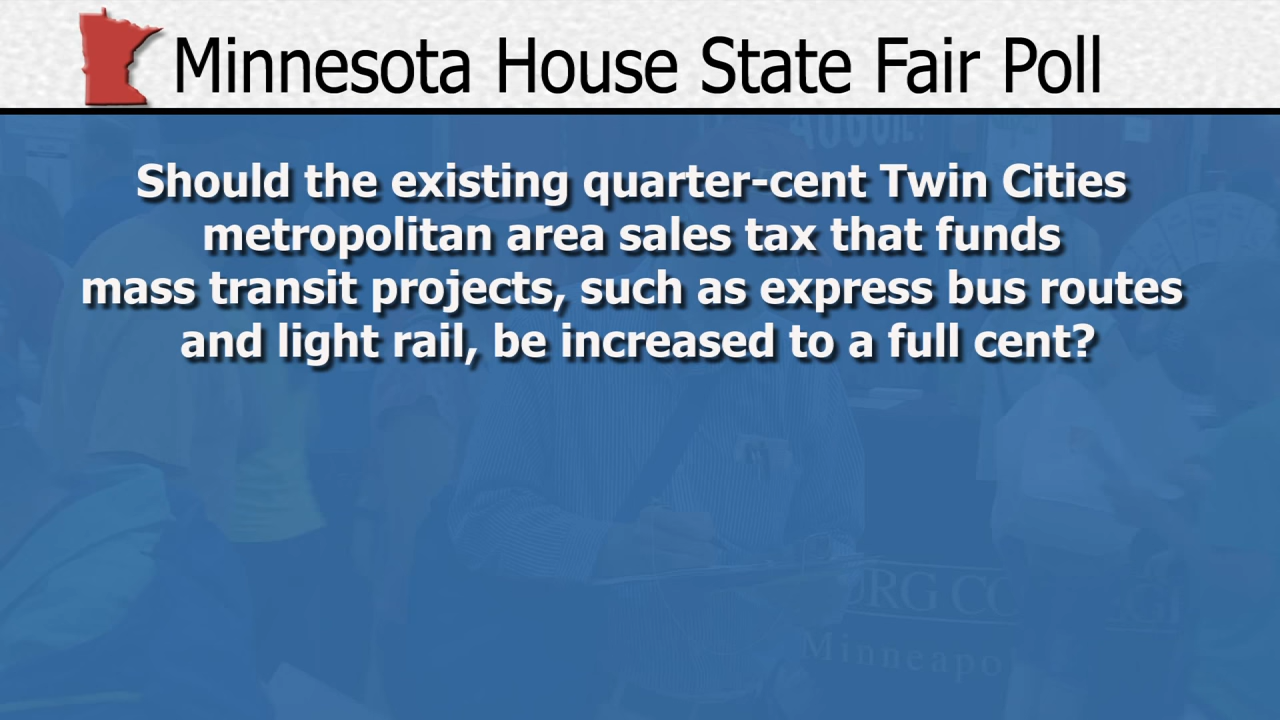 Minnesota House State Fair Poll
Should the existing quarter-cent Twin Cities
metropolitan area sales tax that funds
mass transit projects, such as express bus routes
and light rail, be increased to a full cent?